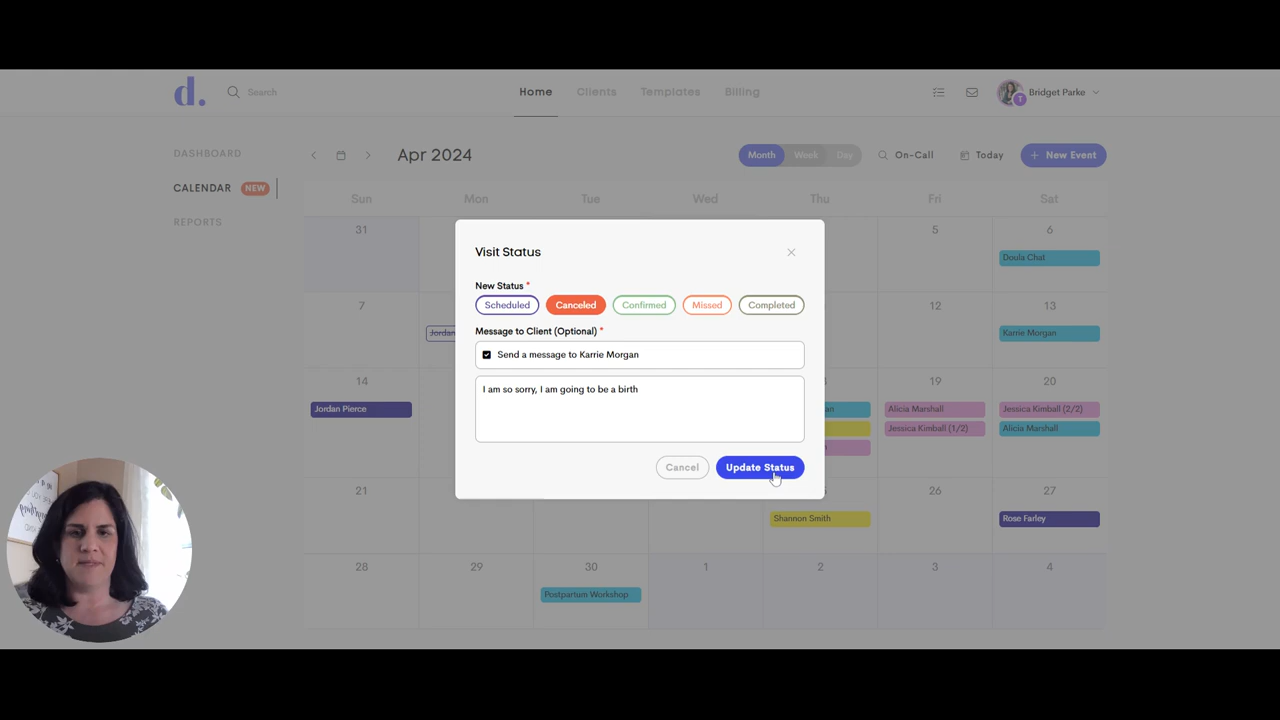 d.
Search
Home
Clients
Templates
Billing
Bridget Parke
DASHBOARD
CALENDAR NEW
REPORTS
Apr 2024
Month
Week
Day
On-Call
Today
+ New Event
Sun
Mon
Tue
Wed
Thu
Fri
Sat
31
5
6
Doula Chat
7
12
13
Jordan
Karrie Morgan
14
19
20
Jordan Pierce
an
Alicia Marshall
Jessica Kimball (2/2)
Jessica Kimball (1/2)
Alicia Marshall
21
26
27
Shannon Smith
Rose Farley
28
29
30
1
2
3
4
Postpartum Workshop
Visit Status
New Status *
Scheduled
Canceled
Confirmed
Missed
Completed
Message to Client (Optional) *
Send a message to Karrie Morgan
I am so sorry, I am going to be a birth
Cancel
Update Status